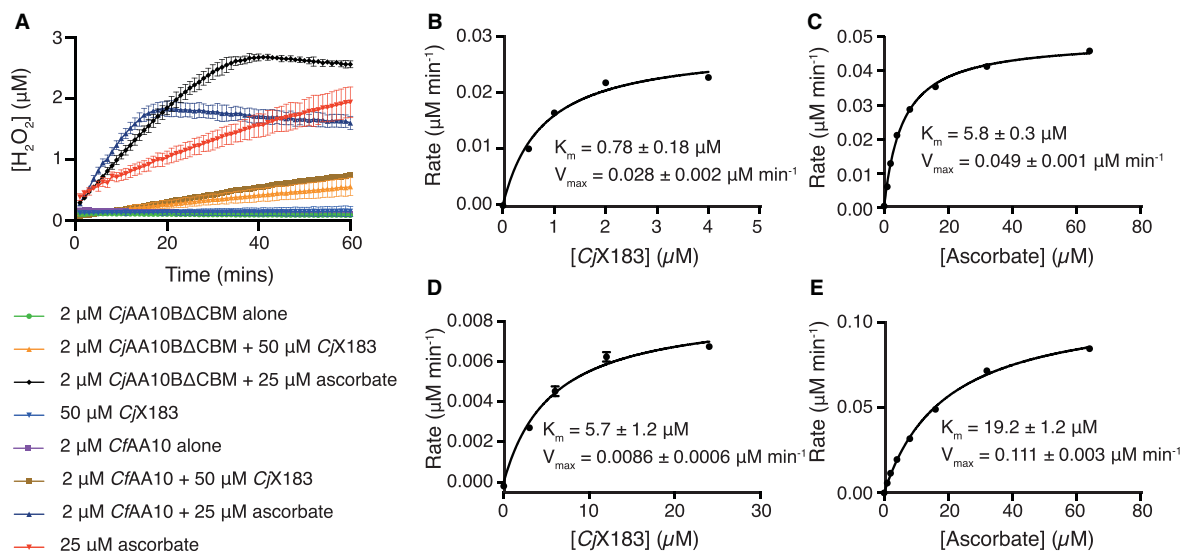 A
[H₂O₂] (µM)
3
2
1
0
0
20
40
60
Time (mins)
2 µM CjAA10BΔCBM alone
2 µM CjAA10BΔCBM + 50 µM CjX183
2 µM CjAA10BΔCBM + 25 µM ascorbate
50 µM CjX183
2 µM CfAA10 alone
2 µM CfAA10 + 50 µM CjX183
2 µM CfAA10 + 25 µM ascorbate
25 µM ascorbate
B
Rate (µM min⁻¹)
0.03
0.02
0.01
0.00
Kₘ = 0.78 ± 0.18 µM
Vₘₐₓ = 0.028 ± 0.002 µM min⁻¹
0
1
2
3
4
5
[CjX183] (µM)
C
Rate (µM min⁻¹)
0.05
0.04
0.03
0.02
0.01
0.00
Kₘ = 5.8 ± 0.3 µM
Vₘₐₓ = 0.049 ± 0.001 µM min⁻¹
0
20
40
60
80
[Ascorbate] (µM)
D
Rate (µM min⁻¹)
0.008
0.006
0.004
0.002
0.000
Kₘ = 5.7 ± 1.2 µM
Vₘₐₓ = 0.0086 ± 0.0006 µM min⁻¹
0
10
20
30
[CjX183] (µM)
E
Rate (µM min⁻¹)
0.10
0.05
0.00
Kₘ = 19.2 ± 1.2 µM
Vₘₐₓ = 0.111 ± 0.003 µM min⁻¹
0
20
40
60
80
[Ascorbate] (µM)